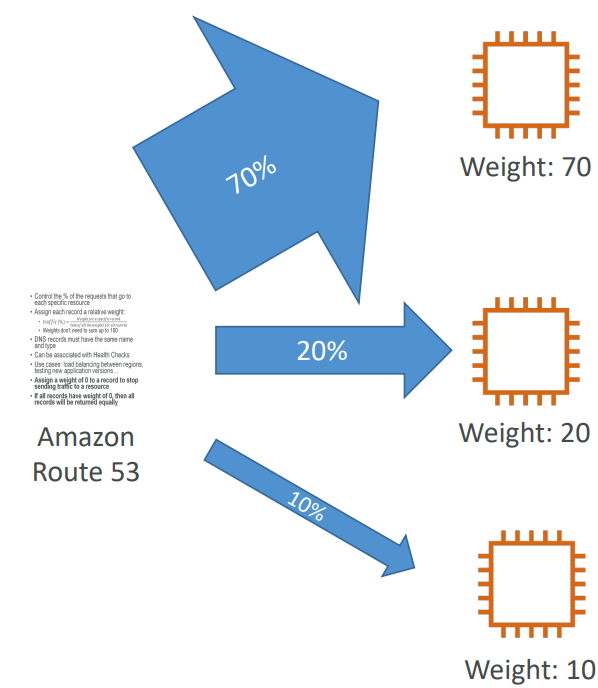 70%
Weight: 70
• Control the % of the requests that go to
each specific resource
• Assign each record a relative weight:
• traffic (%) = Weight for a specific record / Sum of all the weights for all records
• Weights don't need to sum up to 100
• DNS records must have the same name
and type
• Can be associated with Health Checks
• Use cases: load balancing between regions,
testing new application versions…
• Assign a weight of 0 to a record to stop
sending traffic to a resource
• If all records have weight of 0, then all
records will be returned equally
20%
Amazon
Route 53
Weight: 20
10%
Weight: 10